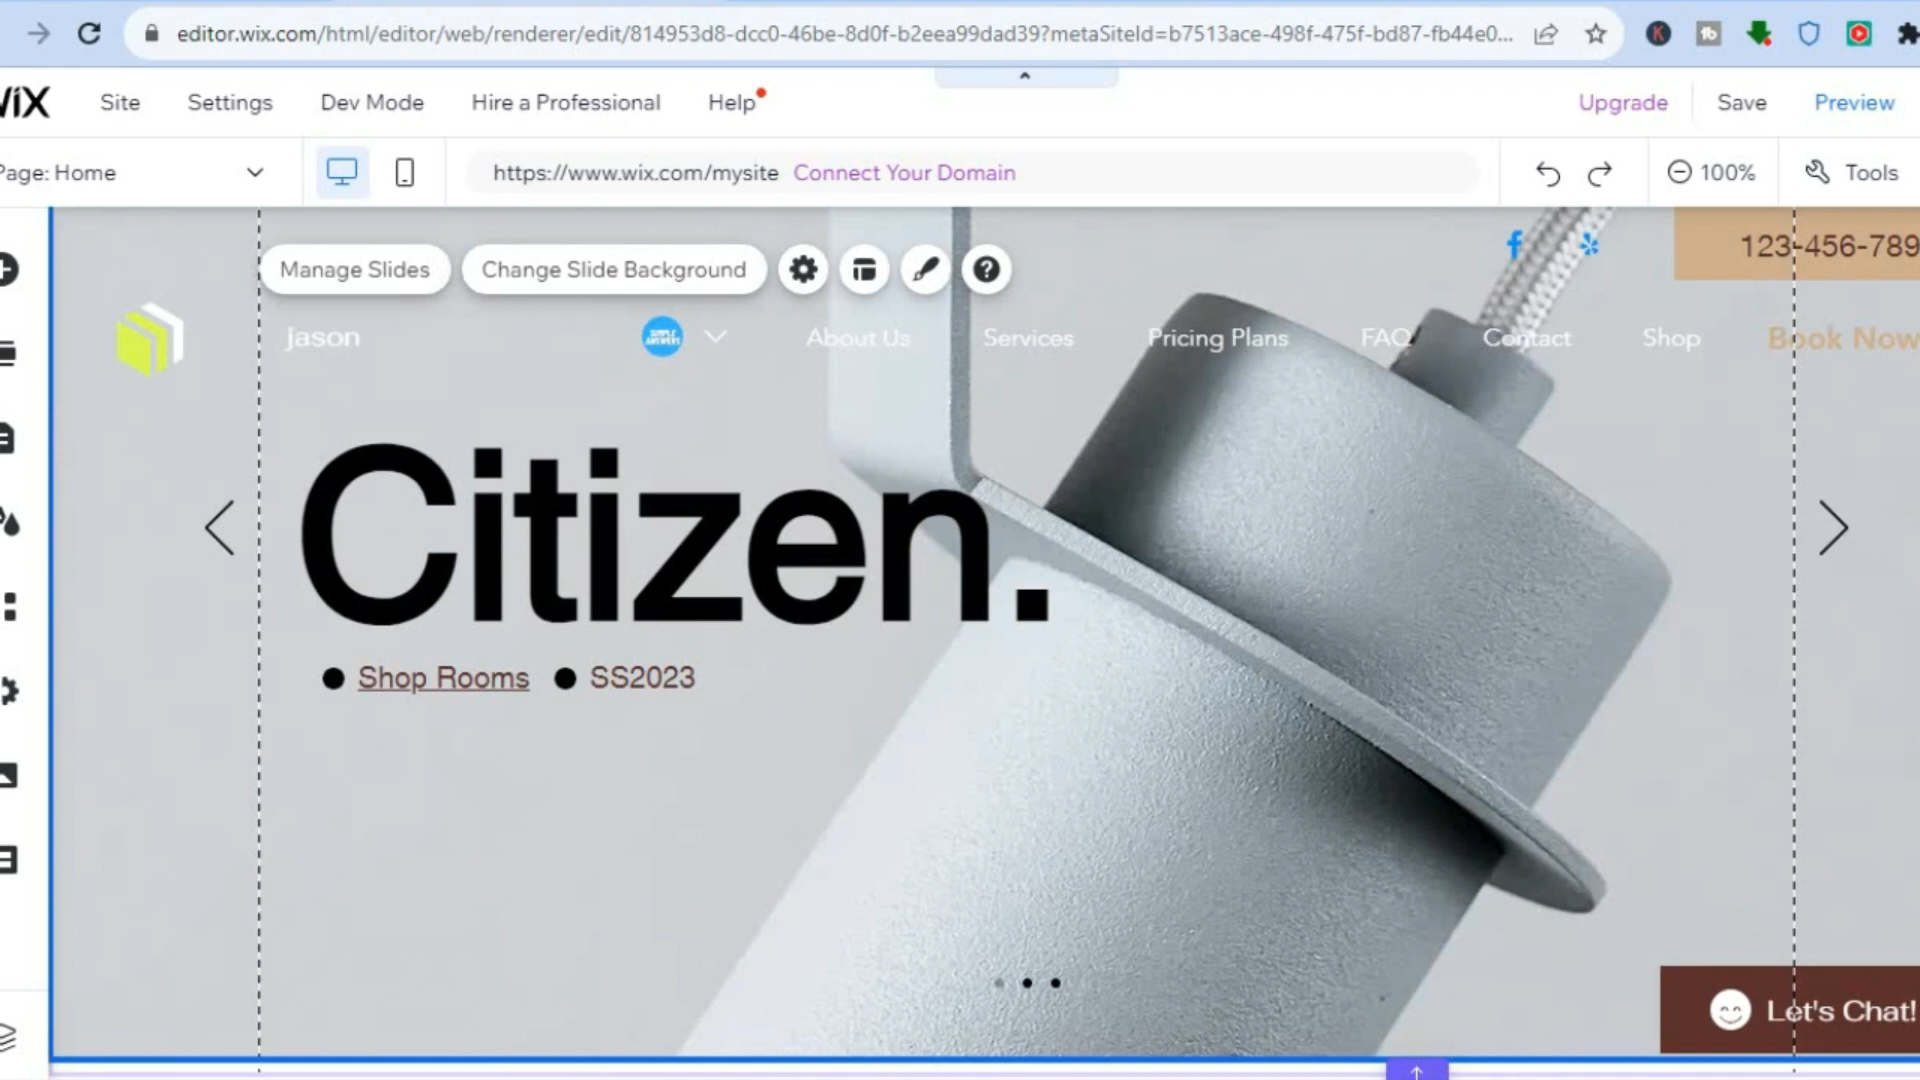 editor.wix.com/html/editor/web/renderer/edit/814953d8-dcc0-46be-8d0f-b2eea99dad39?metaSiteId=b7513ace-498f-475f-bd87-fb44e0...
WiX Site Settings Dev Mode Hire a Professional Help Upgrade Save Preview
Page: Home https://www.wix.com/mysite Connect Your Domain 100% Tools
123-456-789
Manage Slides Change Slide Background
Jason SIMPLE ANSWERS About Us Services Pricing Plans FAQ Contact Shop Book Now
Citizen.
Shop Rooms SS2023
Let's Chat!